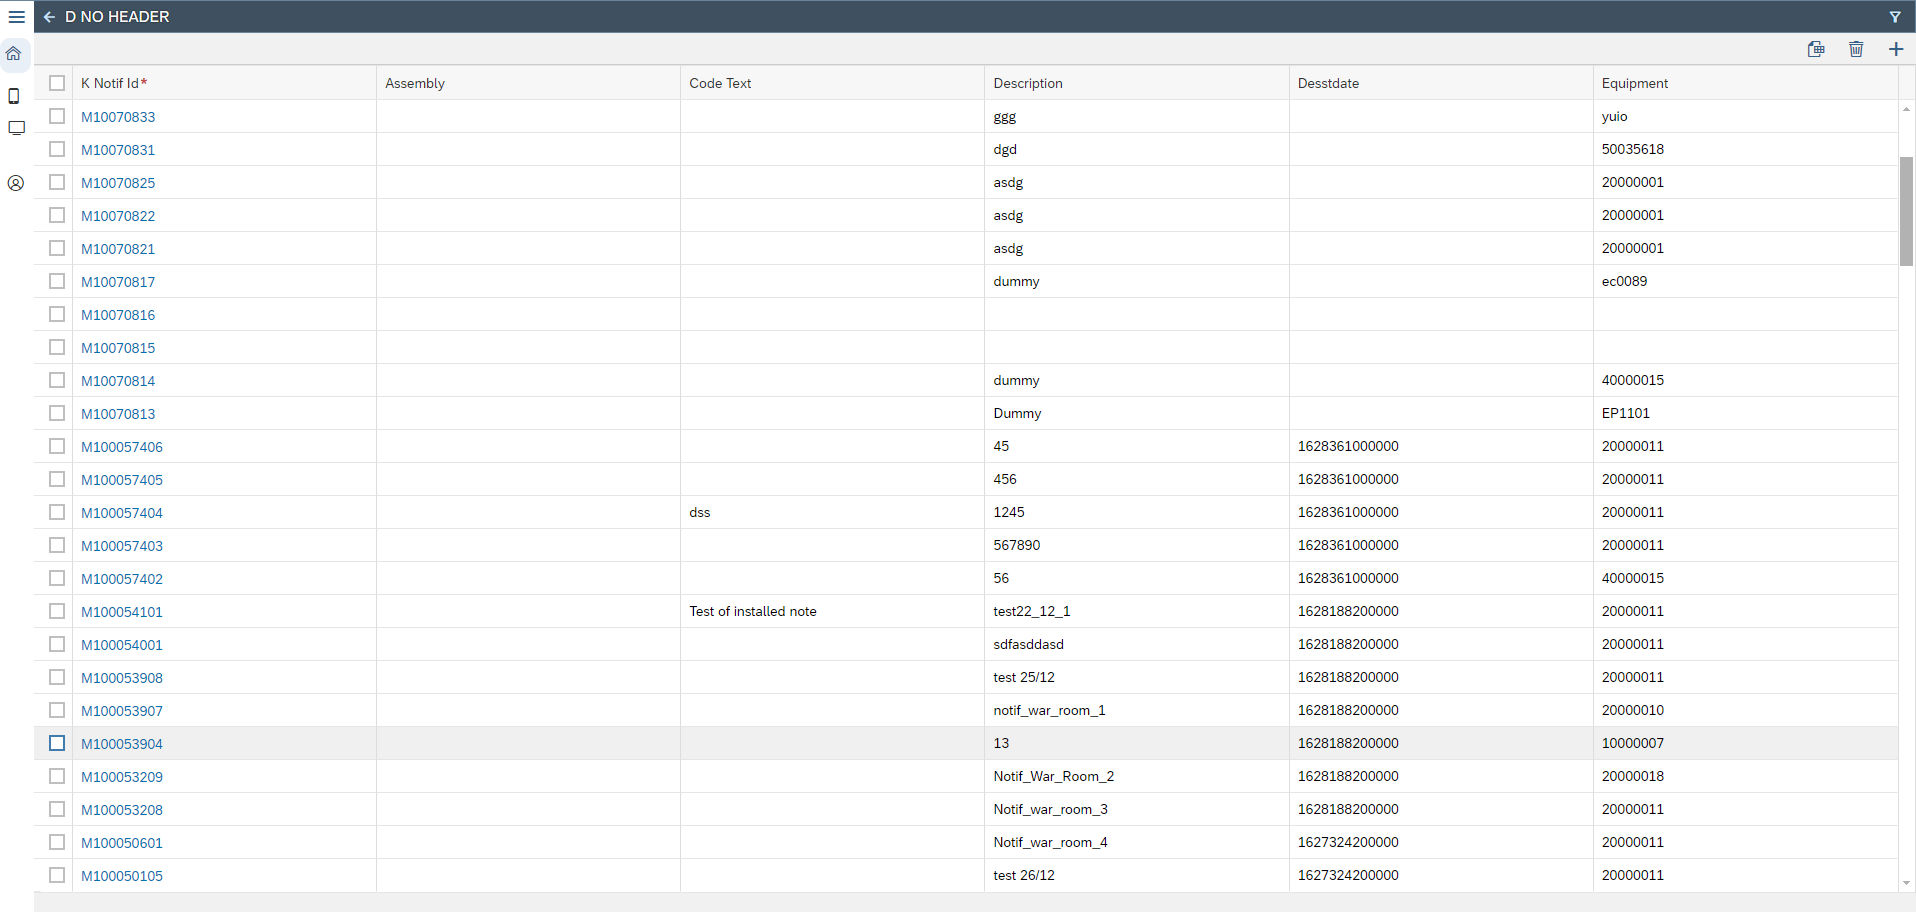 D NO HEADER
K Notif Id* Assembly Code Text Description Desstdate Equipment
M10070833 ggg yuio
M10070831 dgd 50035618
M10070825 asdg 20000001
M10070822 asdg 20000001
M10070821 asdg 20000001
M10070817 dummy ec0089
M10070816
M10070815
M10070814 dummy 40000015
M10070813 Dummy EP1101
M100057406 45 1628361000000 20000011
M100057405 456 1628361000000 20000011
M100057404 dss 1245 1628361000000 20000011
M100057403 567890 1628361000000 20000011
M100057402 56 1628361000000 40000015
M100054101 Test of installed note test22_12_1 1628188200000 20000011
M100054001 sdfasddasd 1628188200000 20000011
M100053908 test 25/12 1628188200000 20000011
M100053907 notif_war_room_1 1628188200000 20000010
M100053904 13 1628188200000 10000007
M100053209 Notif_War_Room_2 1628188200000 20000018
M100053208 Notif_war_room_3 1628188200000 20000011
M100050601 Notif_war_room_4 1627324200000 20000011
M100050105 test 26/12 1627324200000 20000011